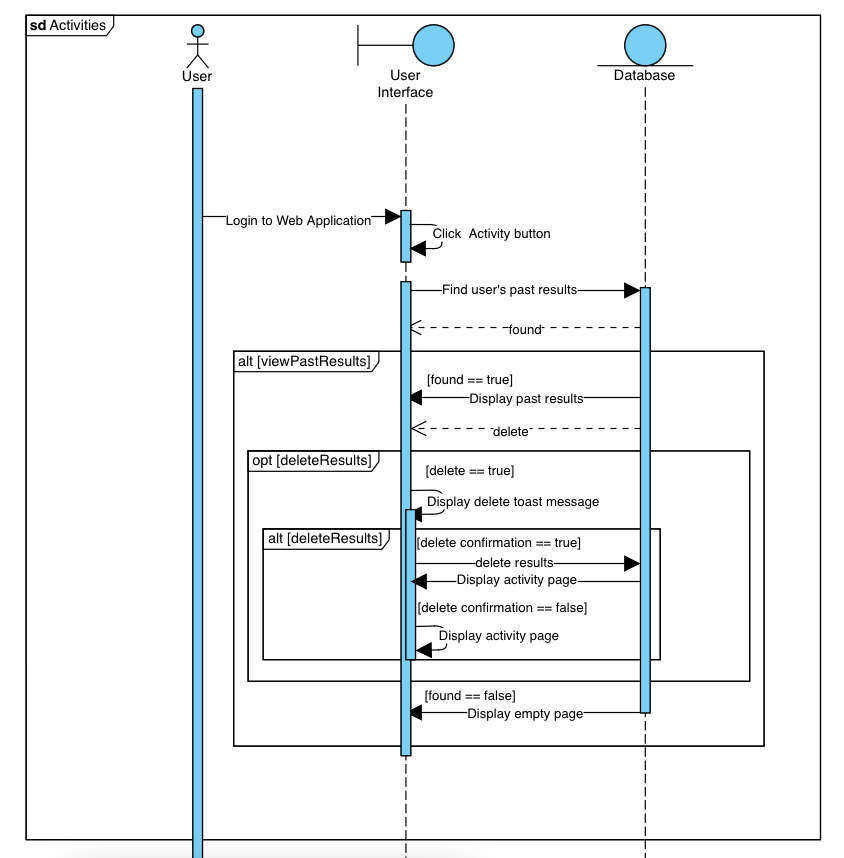 sd Activities
User
User
Interface
Database
Login to Web Application
Click  Activity button
Find user's past results
found
alt [viewPastResults]
[found == true]
Display past results
delete
opt [deleteResults]
[delete == true]
Display delete toast message
alt [deleteResults]
[delete confirmation == true]
delete results
Display activity page
[delete confirmation == false]
Display activity page
[found == false]
Display empty page